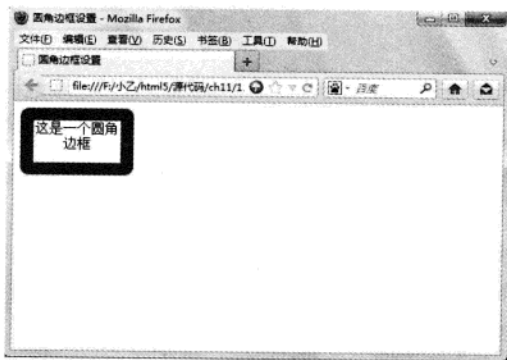 圆角边框设置 - Mozilla Firefox
文件(F) 编辑(E) 查看(V) 历史(S) 书签(B) 工具(T) 帮助(H)
圆角边框设置
file:///F:/小乙/html5/源代码/ch11/1 百度
这是一个圆角
边框